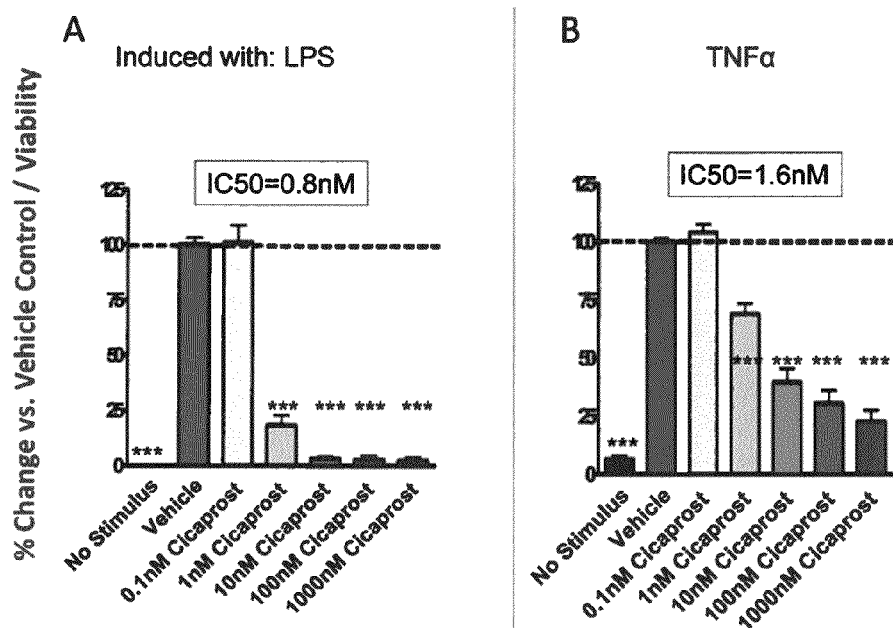 A
Induced with: LPS
% Change vs. Vehicle Control / Viability
IC50=0.8nM
125
100
75
50
25
0
***
***
***
***
***
No Stimulus
Vehicle
0.1nM Cicaprost
1nM Cicaprost
10nM Cicaprost
100nM Cicaprost
1000nM Cicaprost
B
TNFα
IC50=1.6nM
125
100
75
50
25
0
***
***
***
***
***
No Stimulus
Vehicle
0.1nM Cicaprost
1nM Cicaprost
10nM Cicaprost
100nM Cicaprost
1000nM Cicaprost